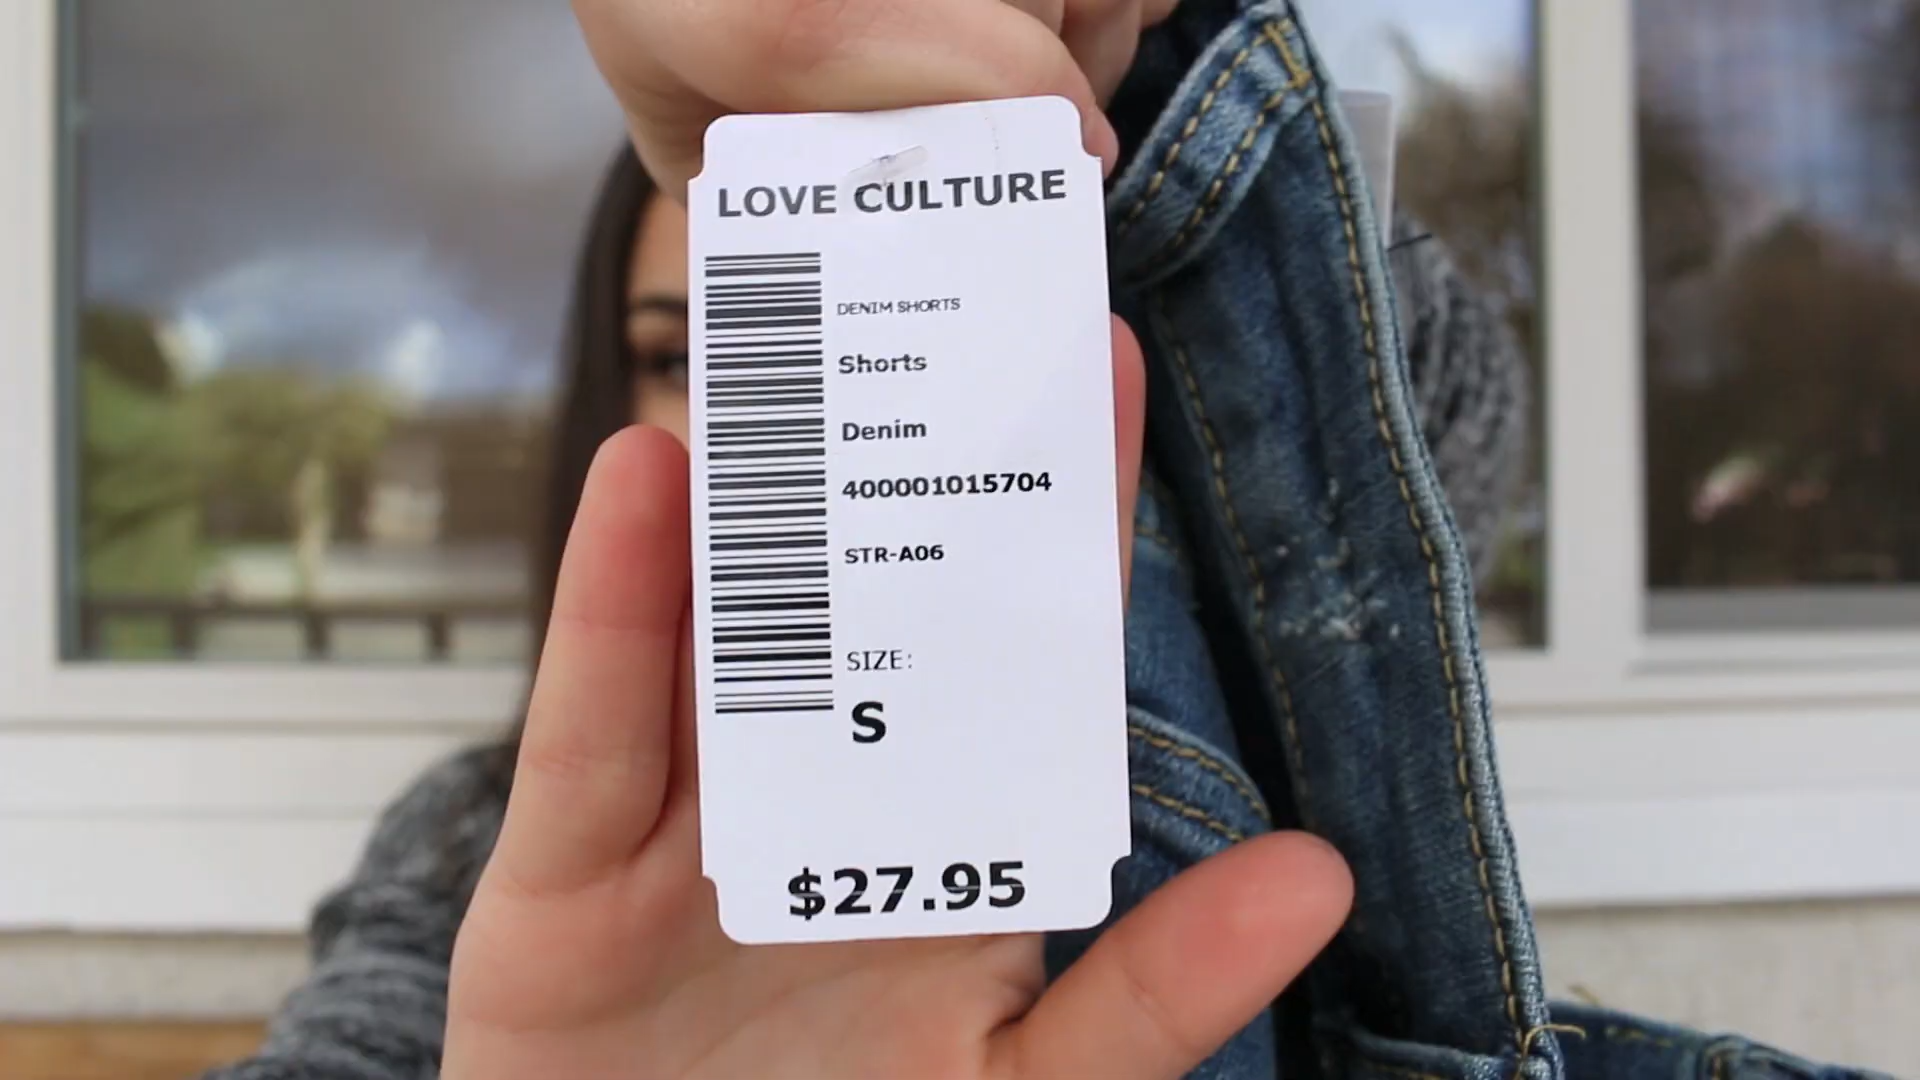 LOVE CULTURE
DENIM SHORTS
Shorts
Denim
400001015704
STR-A06
SIZE:
S
$27.95